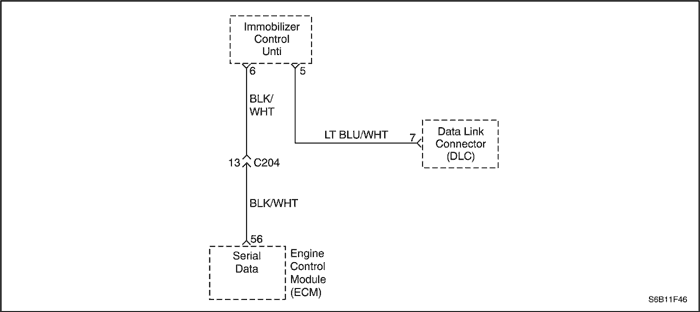 Immobilizer
Control
Unti
6
5
BLK/
WHT
LT BLU/WHT
7
Data Link
Connector
(DLC)
13
C204
BLK/WHT
56
Serial
Data
Engine
Control
Module
(ECM)
S6B11F46